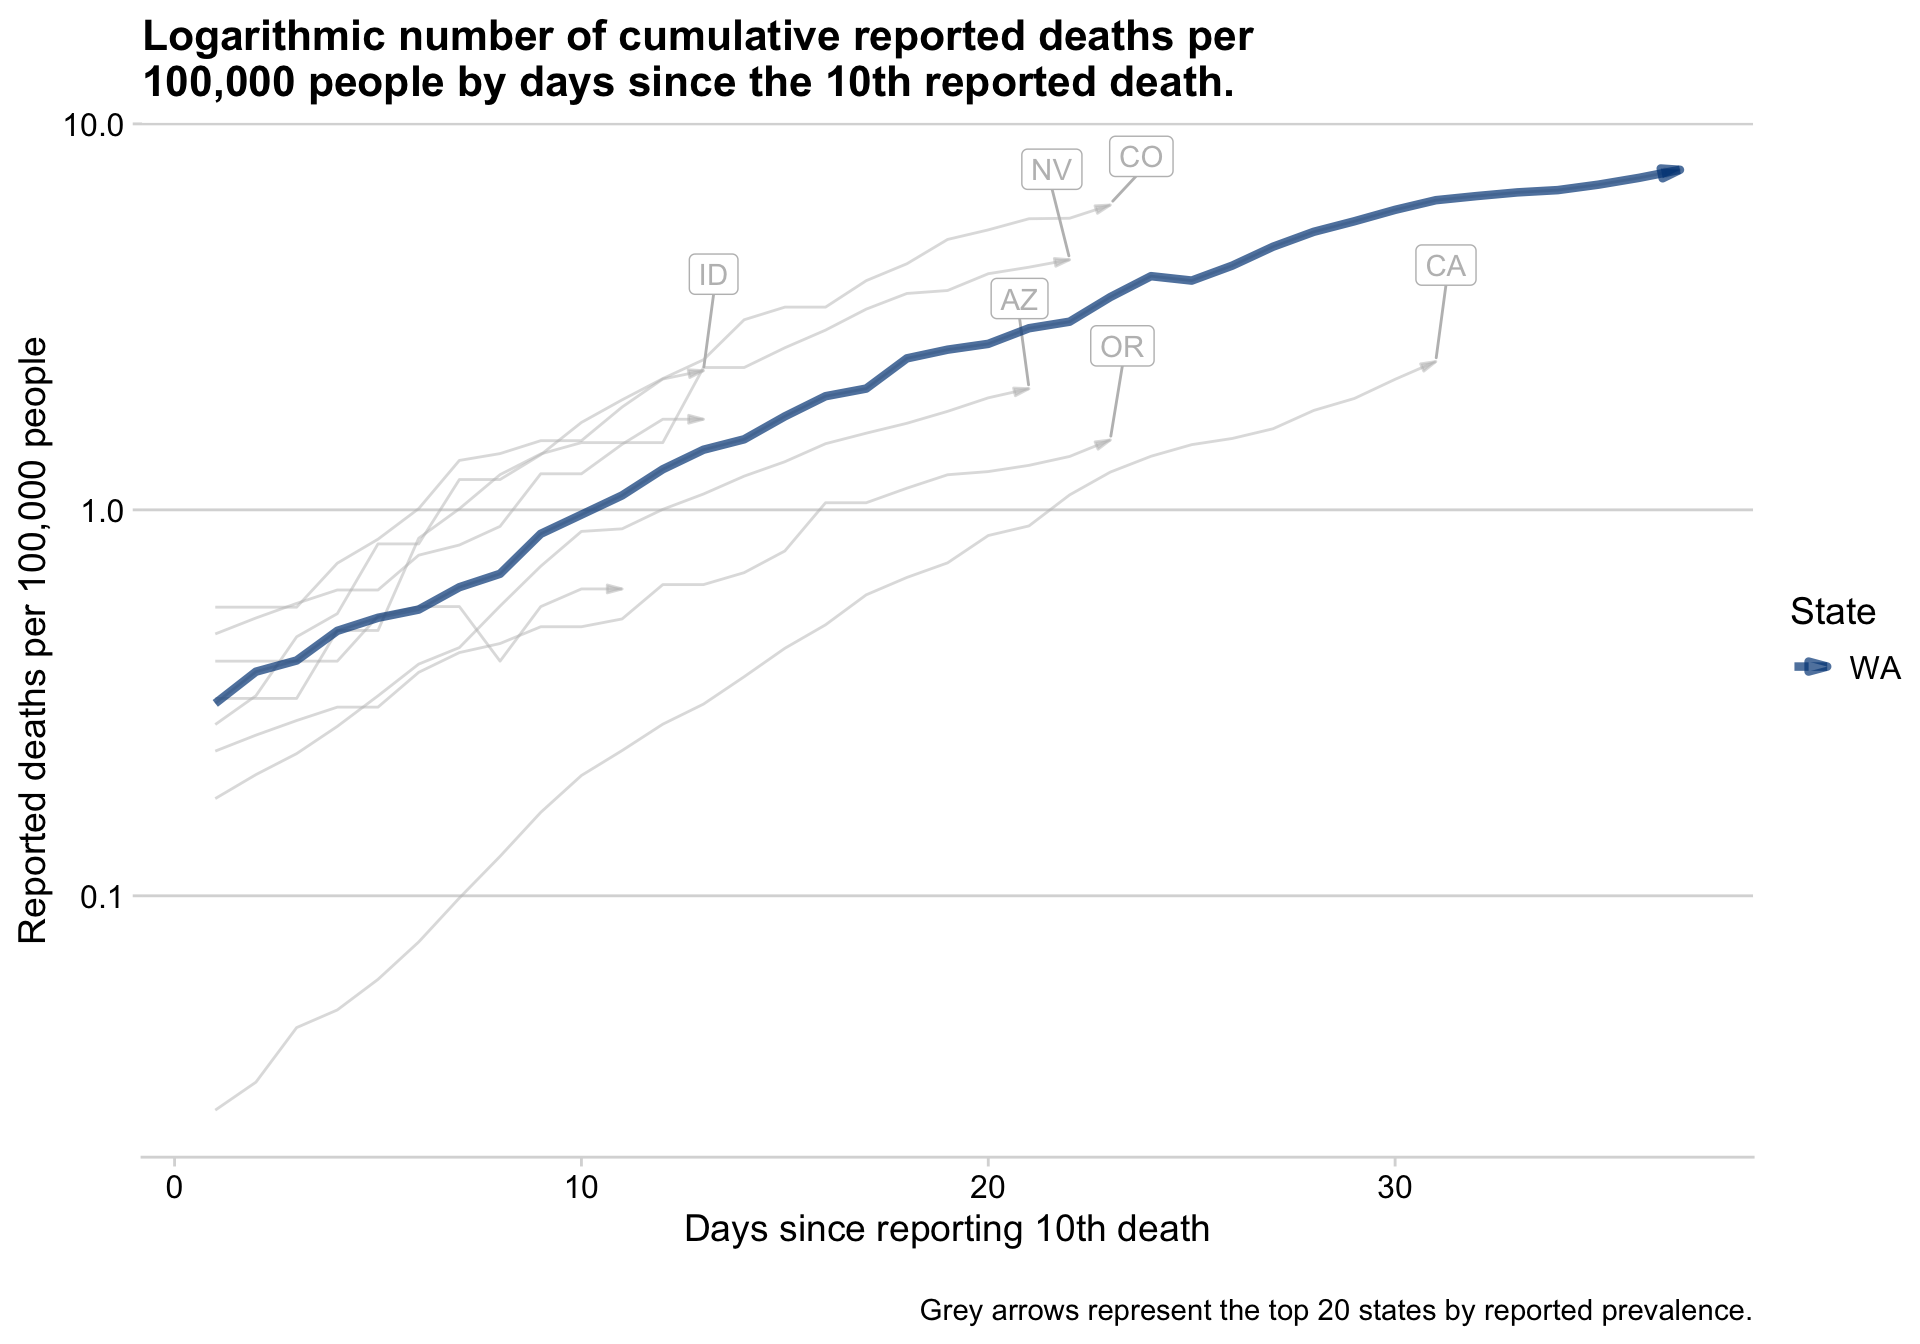 Logarithmic number of cumulative reported deaths per
100,000 people by days since the 10th reported death.
10.0
1.0
0.1
Reported deaths per 100,000 people
NV
CO
ID
AZ
OR
CA
State
WA
0
10
20
30
Days since reporting 10th death
Grey arrows represent the top 20 states by reported prevalence.